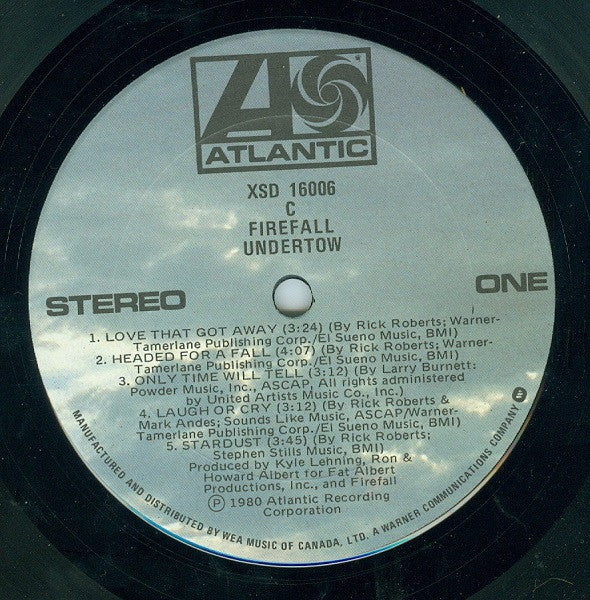 ATLANTIC
XSD 16006
C
FIREFALL
UNDERTOW
STEREO
ONE
1. LOVE THAT GOT AWAY (3:24) (By Rick Roberts; Warner-
Tamerlane Publishing Corp./El Sueno Music, BMI)
2. HEADED FOR A FALL (4:07) (By Rick Roberts; Warner-
Tamerlane Publishing Corp./El Sueno Music, BMI)
3. ONLY TIME WILL TELL (3:12) (By Larry Burnett:
Powder Music, Inc., ASCAP, All rights administered
by United Artists Music Co., Inc.)
4. LAUGH OR CRY (3:12) (By Rick Roberts &
Mark Andes; Sounds Like Music, ASCAP/Warner-
Tamerlane Publishing Corp./El Sueno Music, BMI)
5. STARDUST (3:45) (By Rick Roberts;
Stephen Stills Music, BMI)
Produced by Kyle Lehning, Ron &
Howard Albert for Fat Albert
Productions, Inc., and Firefall
Ⓟ 1980 Atlantic Recording
Corporation
MANUFACTURED AND DISTRIBUTED BY WEA MUSIC OF CANADA, LTD. A WARNER COMMUNICATIONS COMPANY